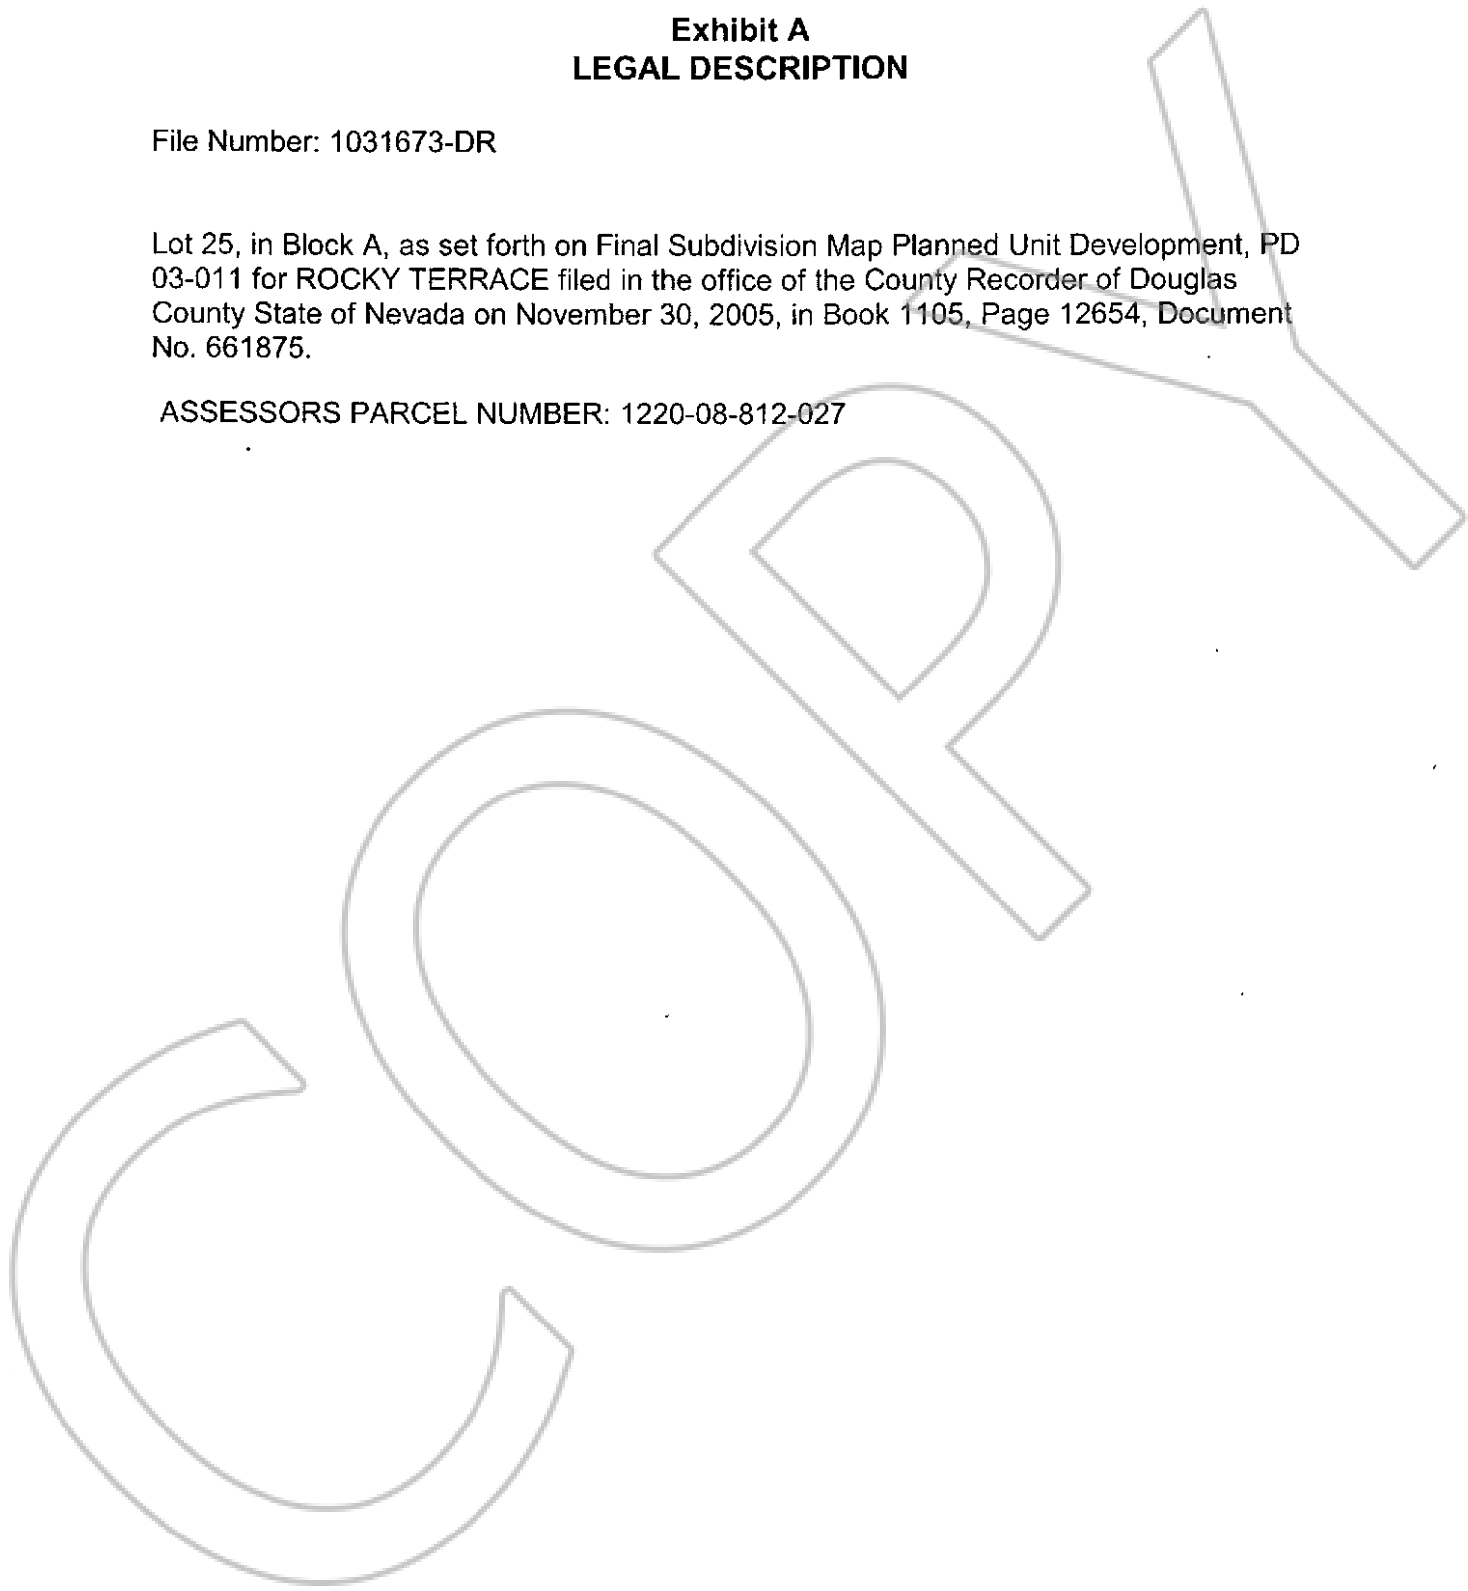 Exhibit A
LEGAL DESCRIPTION
File Number: 1031673-DR
Lot 25, in Block A, as set forth on Final Subdivision Map Planned Unit Development, PD
03-011 for ROCKY TERRACE filed in the office of the County Recorder of Douglas
County State of Nevada on November 30, 2005, in Book 1105, Page 12654, Document
No. 661875.
ASSESSORS PARCEL NUMBER: 1220-08-812-027
COPY